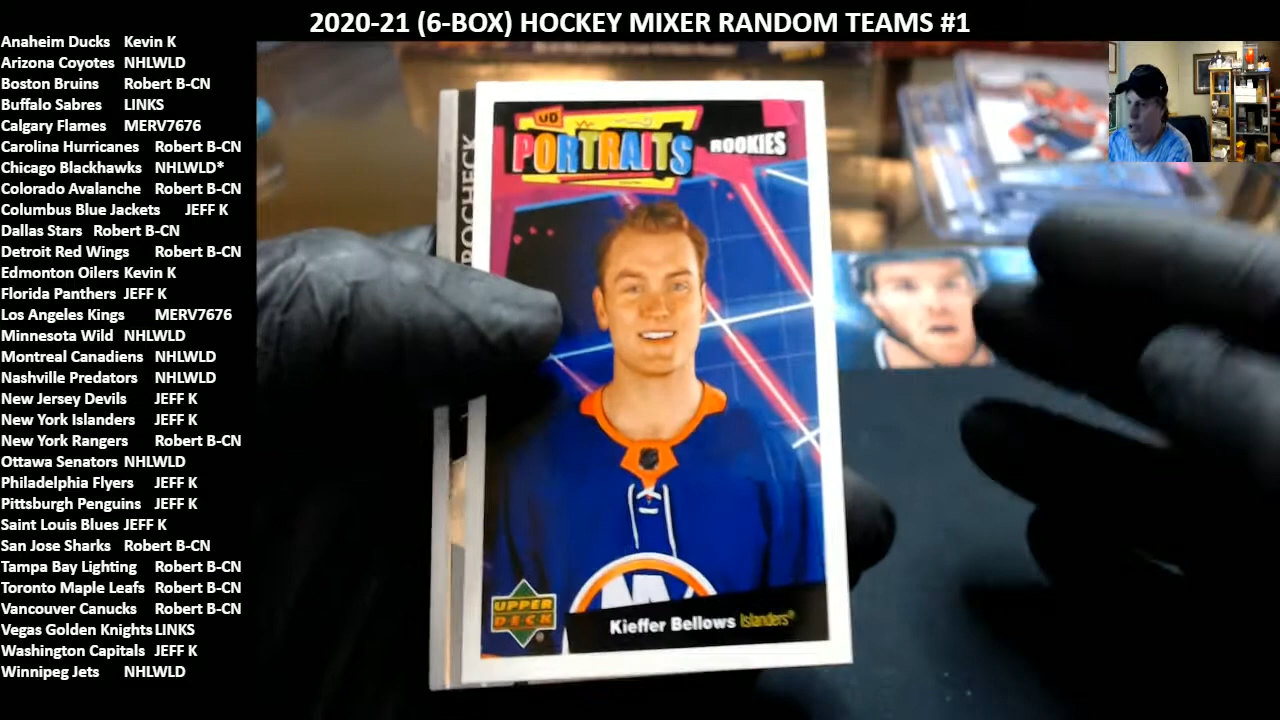 2020-21 (6-BOX) HOCKEY MIXER RANDOM TEAMS #1
Anaheim Ducks Kevin K
Arizona Coyotes NHLWLD
Boston Bruins Robert B-CN
Buffalo Sabres LINKS
Calgary Flames MERV7676
Carolina Hurricanes Robert B-CN
Chicago Blackhawks NHLWLD*
Colorado Avalanche Robert B-CN
Columbus Blue Jackets JEFF K
Dallas Stars Robert B-CN
Detroit Red Wings Robert B-CN
Edmonton Oilers Kevin K
Florida Panthers JEFF K
Los Angeles Kings MERV7676
Minnesota Wild NHLWLD
Montreal Canadiens NHLWLD
Nashville Predators NHLWLD
New Jersey Devils JEFF K
New York Islanders JEFF K
New York Rangers Robert B-CN
Ottawa Senators NHLWLD
Philadelphia Flyers JEFF K
Pittsburgh Penguins JEFF K
Saint Louis Blues JEFF K
San Jose Sharks Robert B-CN
Tampa Bay Lighting Robert B-CN
Toronto Maple Leafs Robert B-CN
Vancouver Canucks Robert B-CN
Vegas Golden Knights LINKS
Washington Capitals JEFF K
Winnipeg Jets NHLWLD
UD
PORTRAITS
ROOKIES
OCHECK
UPPER
DECK
Kieffer Bellows Islanders